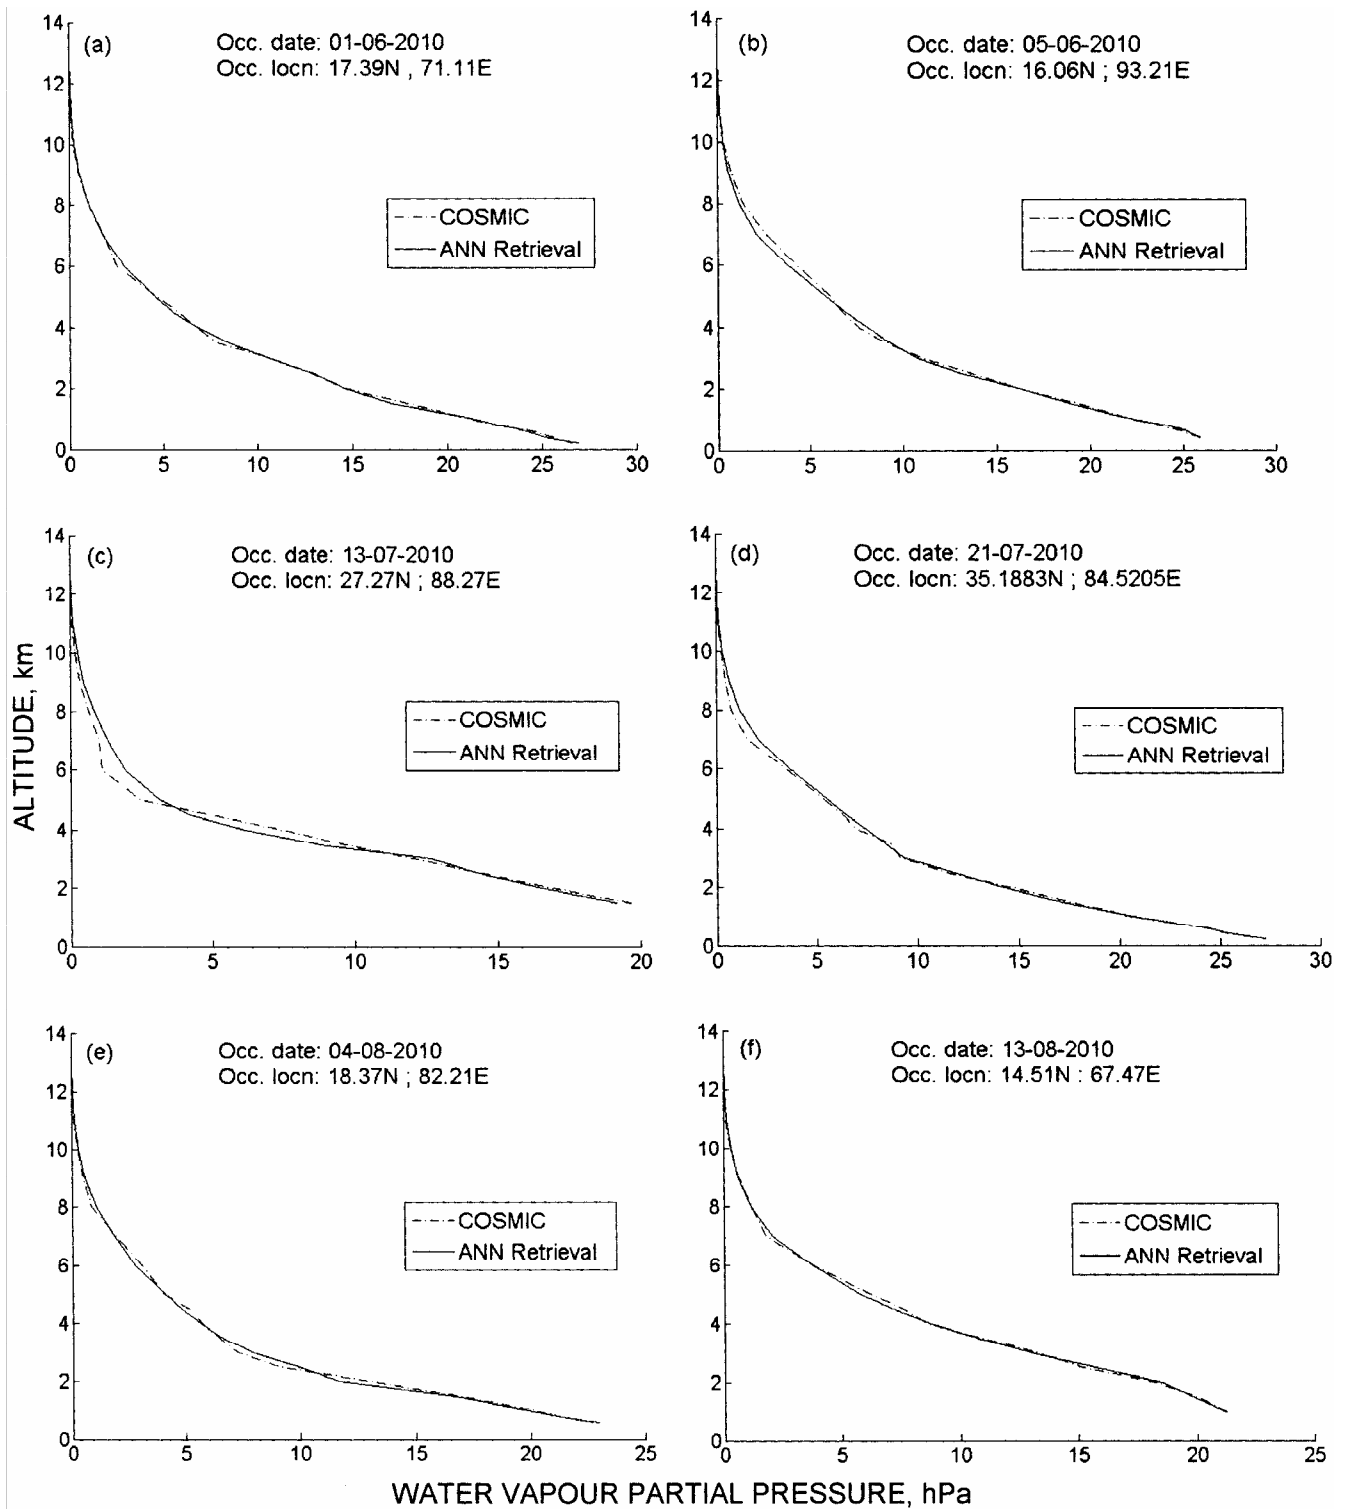 (a)
Occ. date: 01-06-2010
Occ. locn: 17.39N , 71.11E
COSMIC
ANN Retrieval
14
12
10
8
6
4
2
0
0 5 10 15 20 25 30
(b)
Occ. date: 05-06-2010
Occ. locn: 16.06N ; 93.21E
COSMIC
ANN Retrieval
14
12
10
8
6
4
2
0
0 5 10 15 20 25 30
(c)
Occ. date: 13-07-2010
Occ. locn: 27.27N ; 88.27E
COSMIC
ANN Retrieval
14
12
10
8
6
4
2
0
0 5 10 15 20
(d)
Occ. date: 21-07-2010
Occ. locn: 35.1883N ; 84.5205E
COSMIC
ANN Retrieval
14
12
10
8
6
4
2
0
0 5 10 15 20 25 30
ALTITUDE, km
(e)
Occ. date: 04-08-2010
Occ. locn: 18.37N ; 82.21E
COSMIC
ANN Retrieval
14
12
10
8
6
4
2
0
0 5 10 15 20 25
(f)
Occ. date: 13-08-2010
Occ. locn: 14.51N : 67.47E
COSMIC
ANN Retrieval
14
12
10
8
6
4
2
0
0 5 10 15 20 25
WATER VAPOUR PARTIAL PRESSURE, hPa